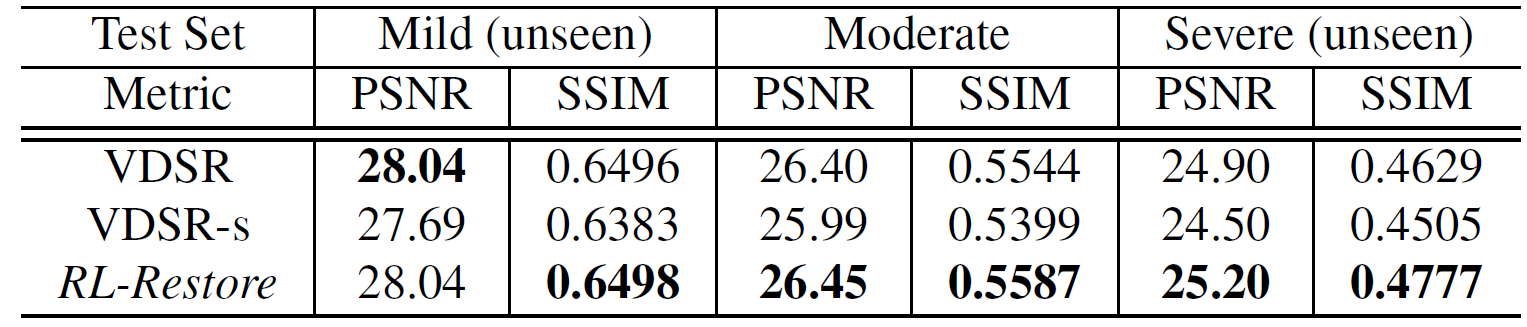 Test Set Mild (unseen) Moderate Severe (unseen)
Metric PSNR SSIM PSNR SSIM PSNR SSIM
VDSR 28.04 0.6496 26.40 0.5544 24.90 0.4629
VDSR-s 27.69 0.6383 25.99 0.5399 24.50 0.4505
RL-Restore 28.04 0.6498 26.45 0.5587 25.20 0.4777